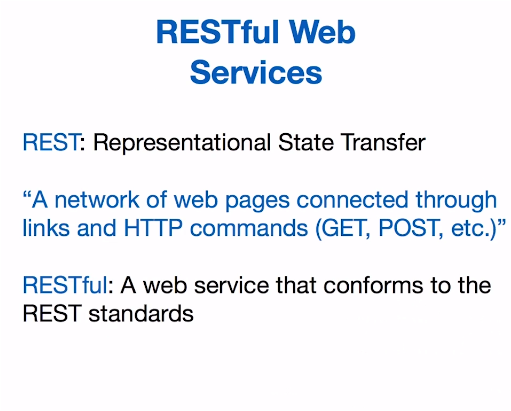 RESTful Web
Services
REST: Representational State Transfer
“A network of web pages connected through
links and HTTP commands (GET, POST, etc.)”
RESTful: A web service that conforms to the
REST standards